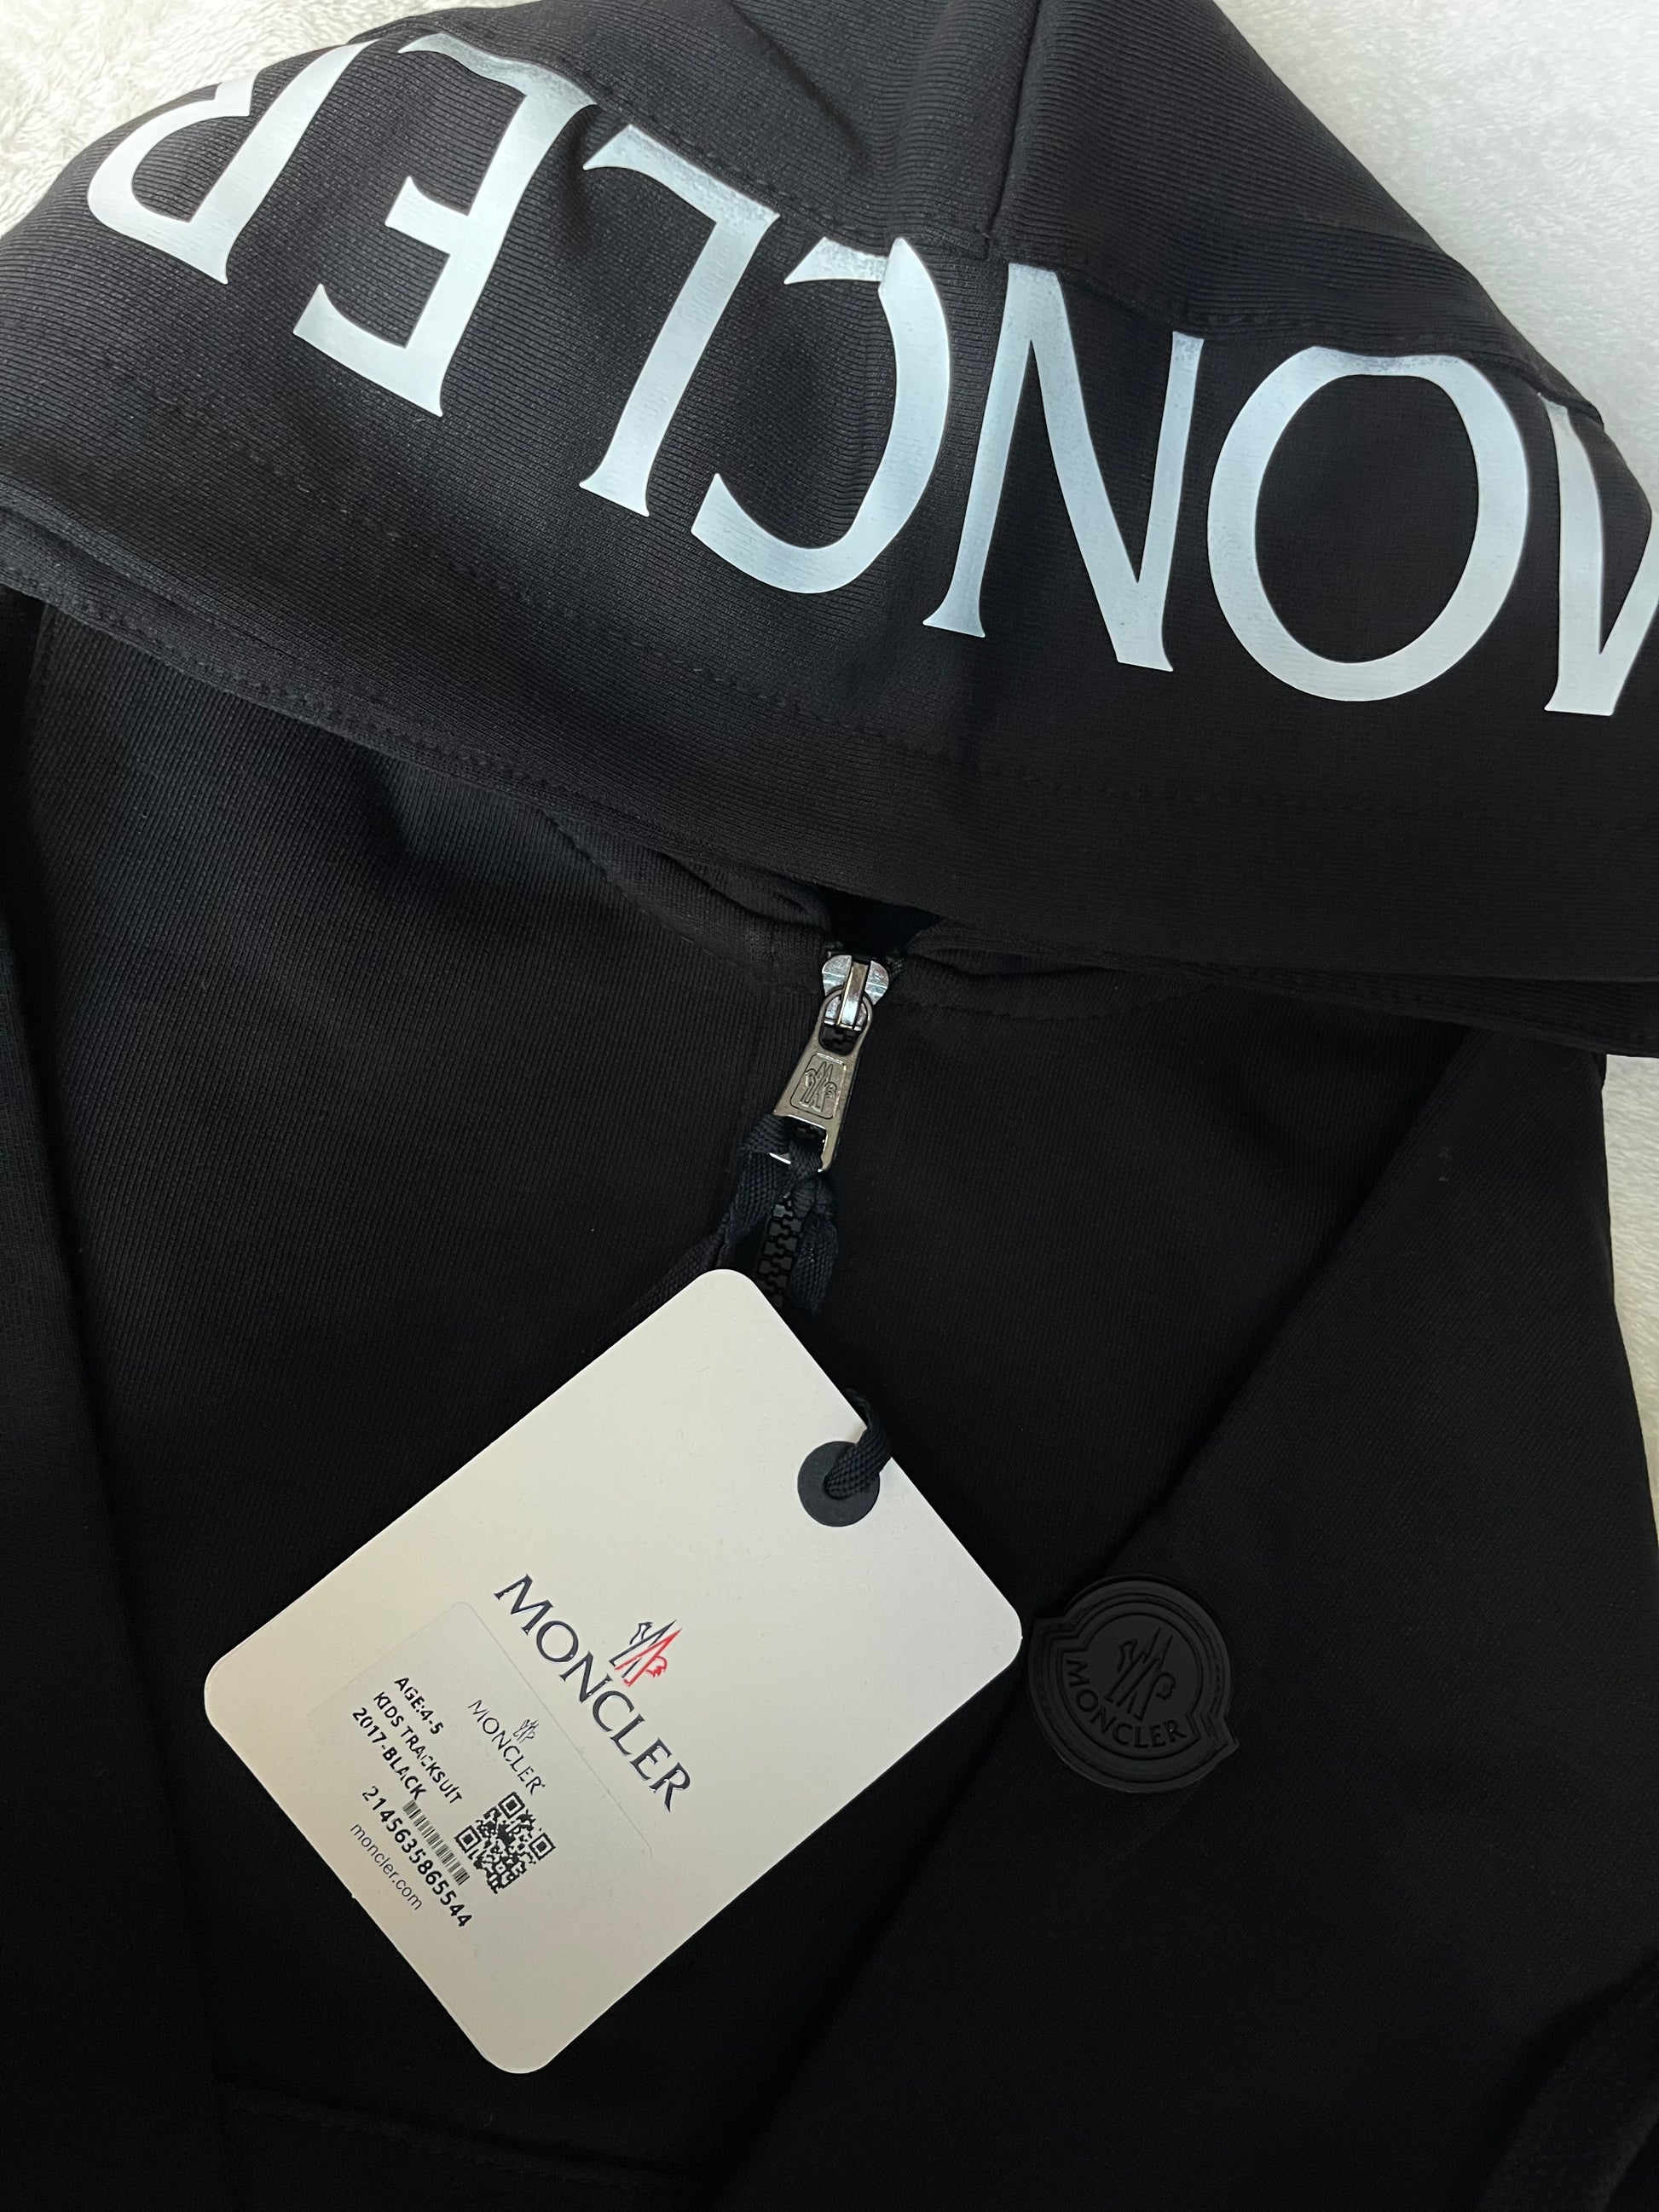 MONCLER
MONCLER
MONCLER
AGE:4-5
KIDS TRACKSUIT
2017-BLACK
2145635865544
moncler.com
MONCLER